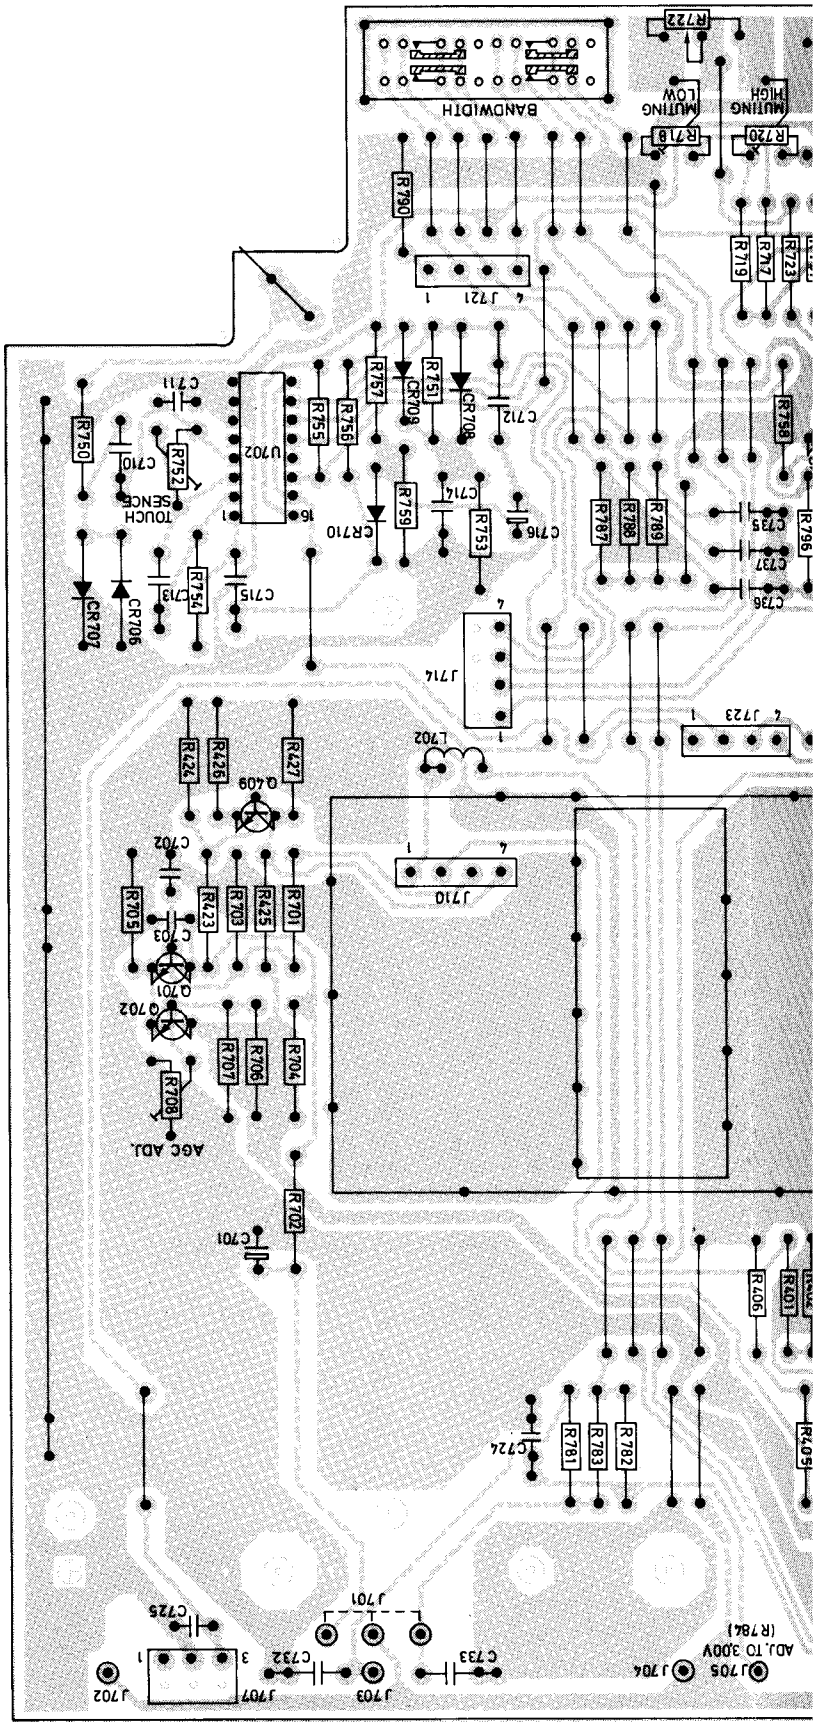 R722
BANDWIDTH
MUTING
LOW
MUTING
HIGH
R718
R720
R790
R719
R717
R723
1
J721
4
R750
C711
C710
R752
TOUCH
SENCE
U702
1
16
R755
R756
R757
CR709
R751
CR708
C712
R758
CR710
R759
C714
R753
C716
R787
R788
R789
C735
C737
C736
R796
CR707
CR706
C713
R754
C715
4
J714
1
L702
1
J723
4
R424
R426
R427
Q409
1
J710
4
C702
R705
C703
R423
R703
R425
R701
Q701
Q702
R708
AGC ADJ.
R707
R706
R704
R702
C701
R406
R401
C724
R781
R783
R782
R405
C725
J701
1
3
J707
J702
C732
J703
C733
J704
J705
ADJ. TO 3,00V
(R784)